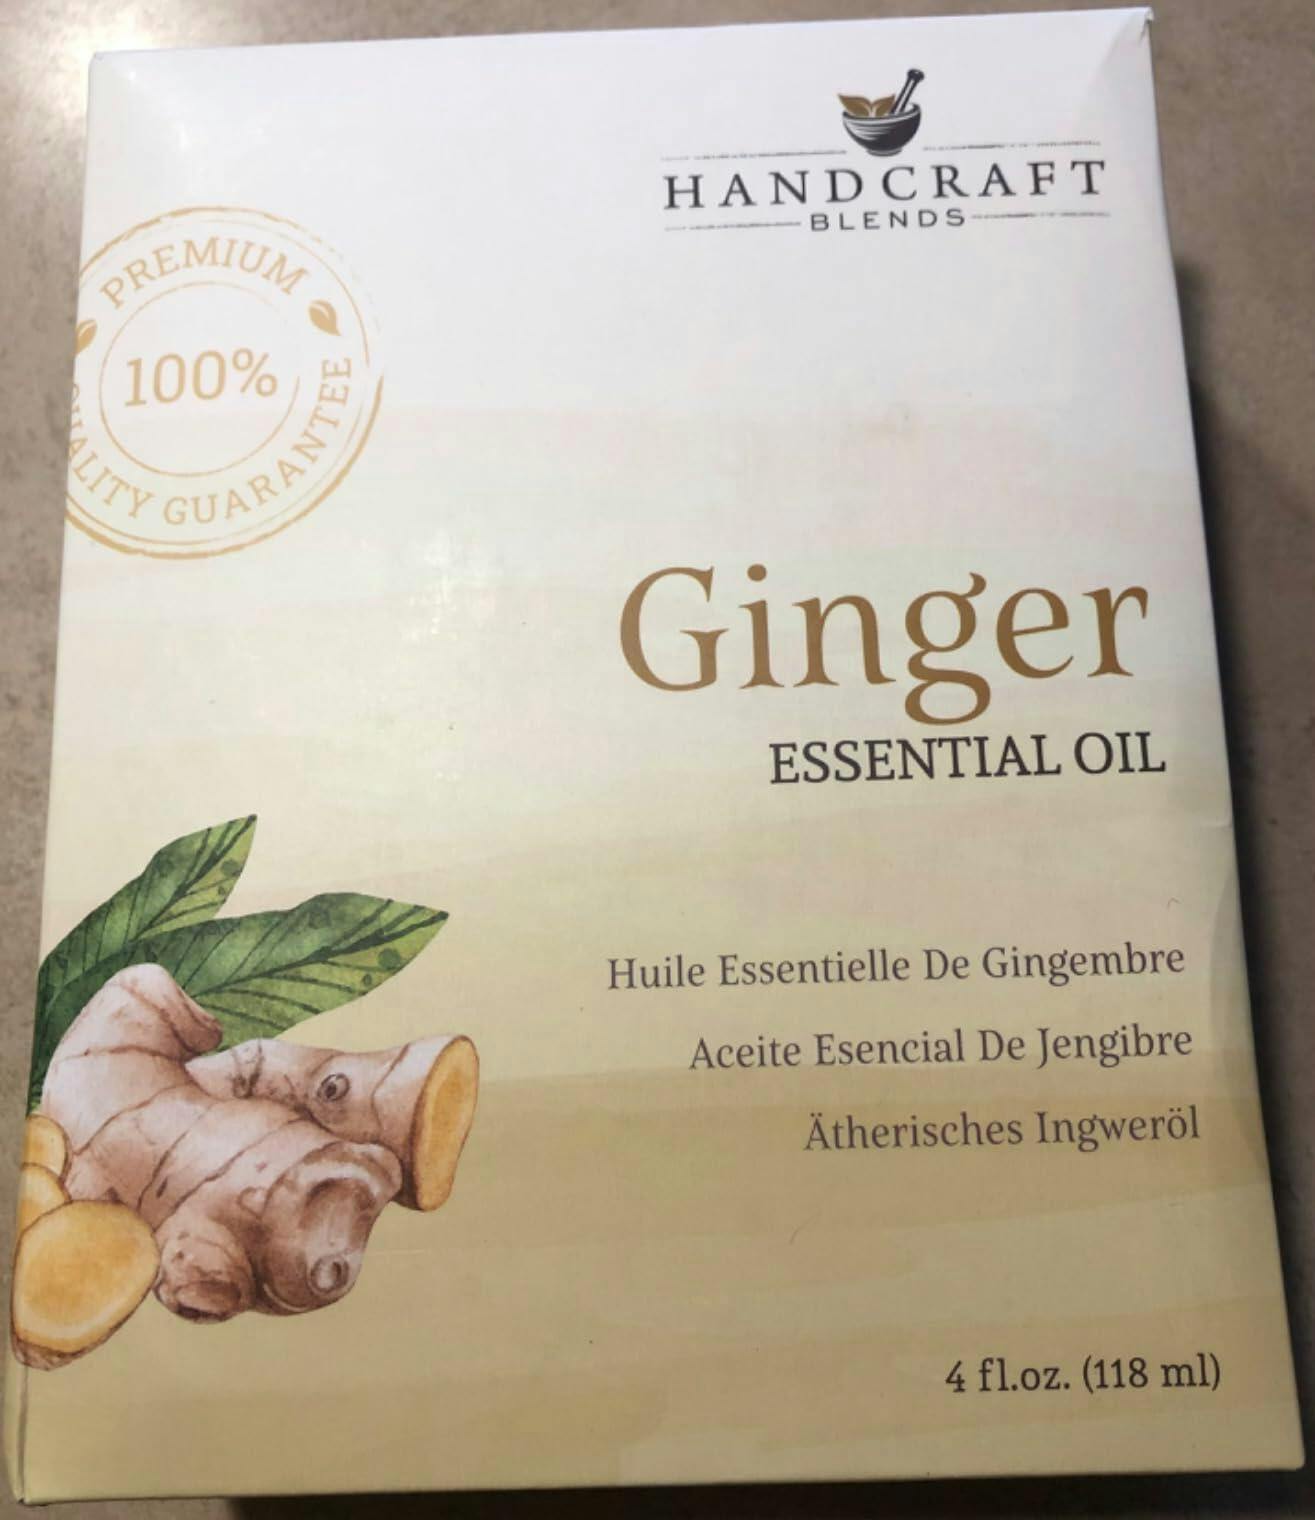 HANDCRAFT
BLENDS
PREMIUM
100%
QUALITY GUARANTEE
Ginger
ESSENTIAL OIL
Huile Essentielle De Gingembre
Aceite Esencial De Jengibre
Ätherisches Ingweröl
4 fl.oz. (118 ml)